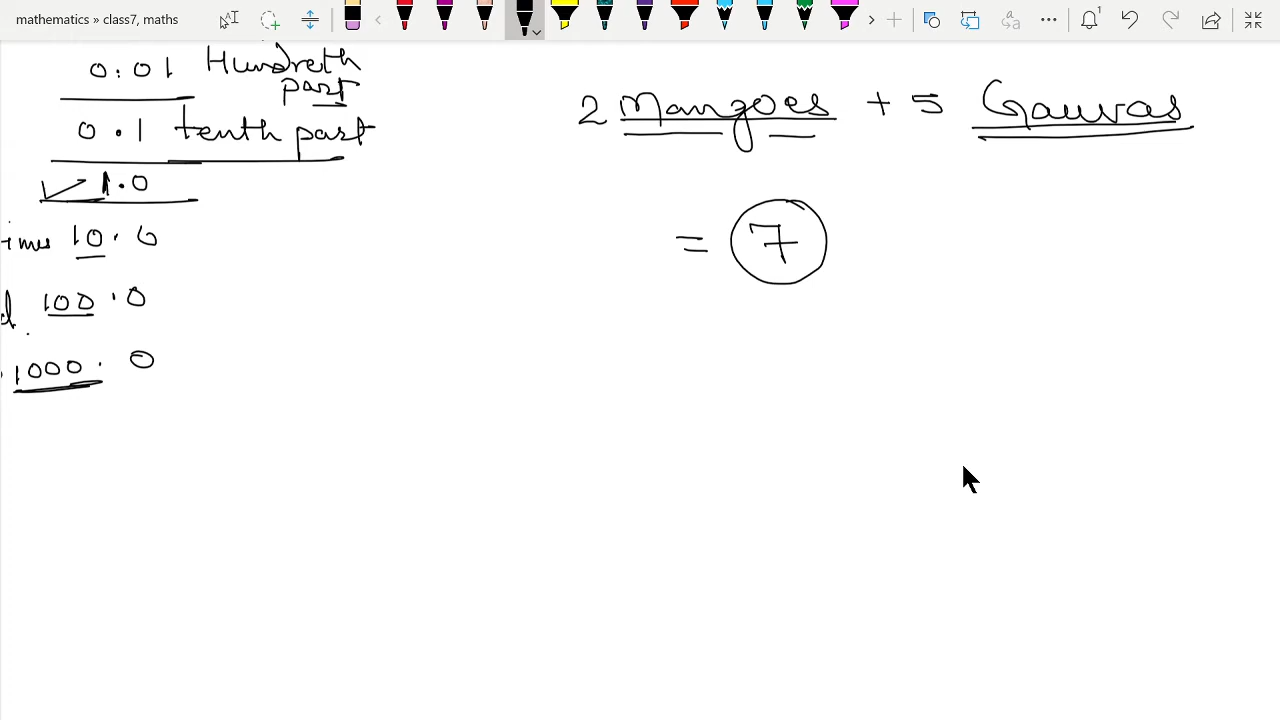 mathematics » class7, maths
0.01 Hundreth
part
0.1 tenth part
1.0
10.0
100.0
1000.0
2 Mangoes + 5 Gauvas
= 7